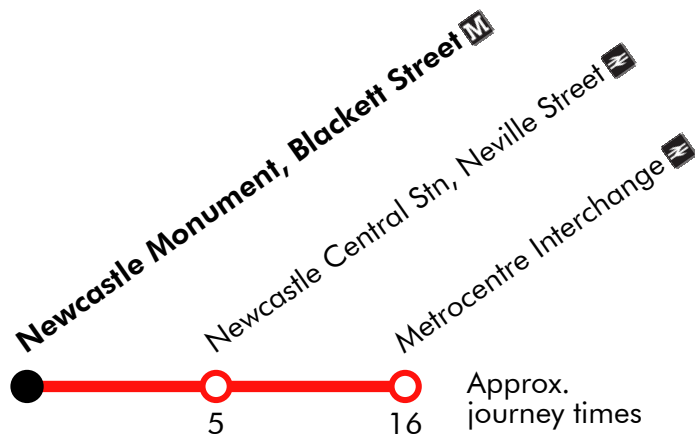 Newcastle Monument, Blackett Street M
Newcastle Central Stn, Neville Street
Metrocentre Interchange
5
16
Approx.
journey times